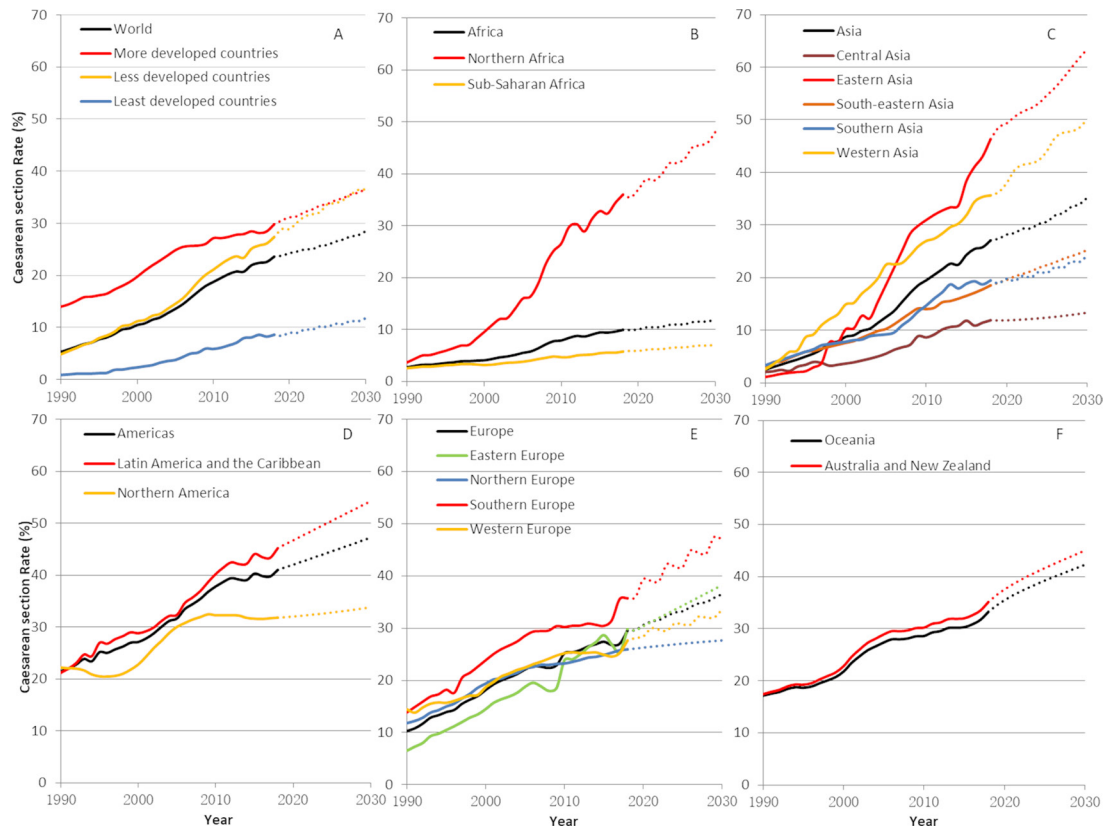 A
World
More developed countries
Less developed countries
Least developed countries
Caesarean section Rate (%)
70
60
50
40
30
20
10
0
1990 2000 2010 2020 2030
B
Africa
Northern Africa
Sub-Saharan Africa
70
60
50
40
30
20
10
0
1990 2000 2010 2020 2030
C
Asia
Central Asia
Eastern Asia
South-eastern Asia
Southern Asia
Western Asia
70
60
50
40
30
20
10
0
1990 2000 2010 2020 2030
D
Americas
Latin America and the Caribbean
Northern America
Caesarean section Rate (%)
70
60
50
40
30
20
10
0
1990 2000 2010 2020 2030
Year
E
Europe
Eastern Europe
Northern Europe
Southern Europe
Western Europe
70
60
50
40
30
20
10
0
1990 2000 2010 2020 2030
Year
F
Oceania
Australia and New Zealand
70
60
50
40
30
20
10
0
1990 2000 2010 2020 2030
Year